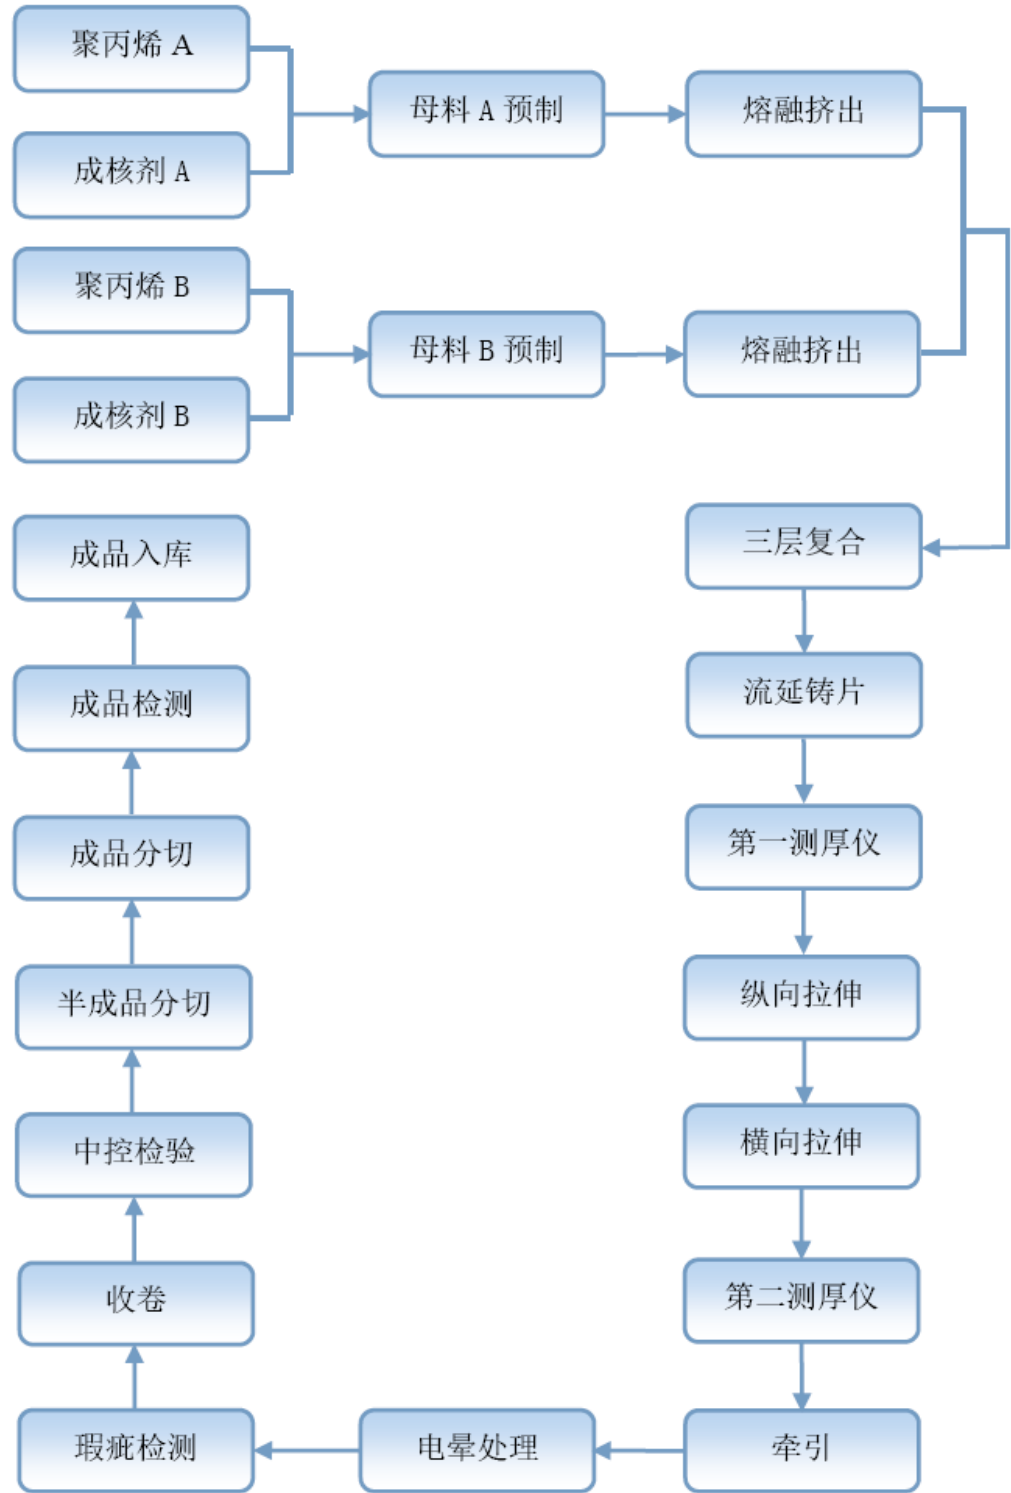 聚丙烯 A
成核剂 A
母料 A 预制
熔融挤出
聚丙烯 B
成核剂 B
母料 B 预制
熔融挤出
三层复合
流延铸片
第一测厚仪
纵向拉伸
横向拉伸
第二测厚仪
牵引
电晕处理
瑕疵检测
收卷
中控检验
半成品分切
成品分切
成品检测
成品入库